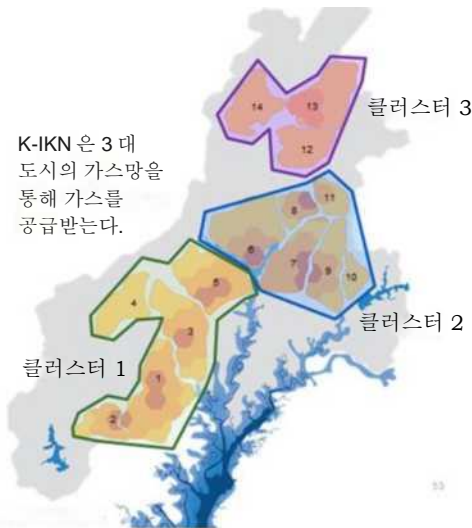 14
13
클러스터 3
12
K-IKN 은 3 대
도시의 가스망을
통해 가스를
공급받는다.
11
8
6
7
9
10
5
4
클러스터 2
3
클러스터 1
1
2
53